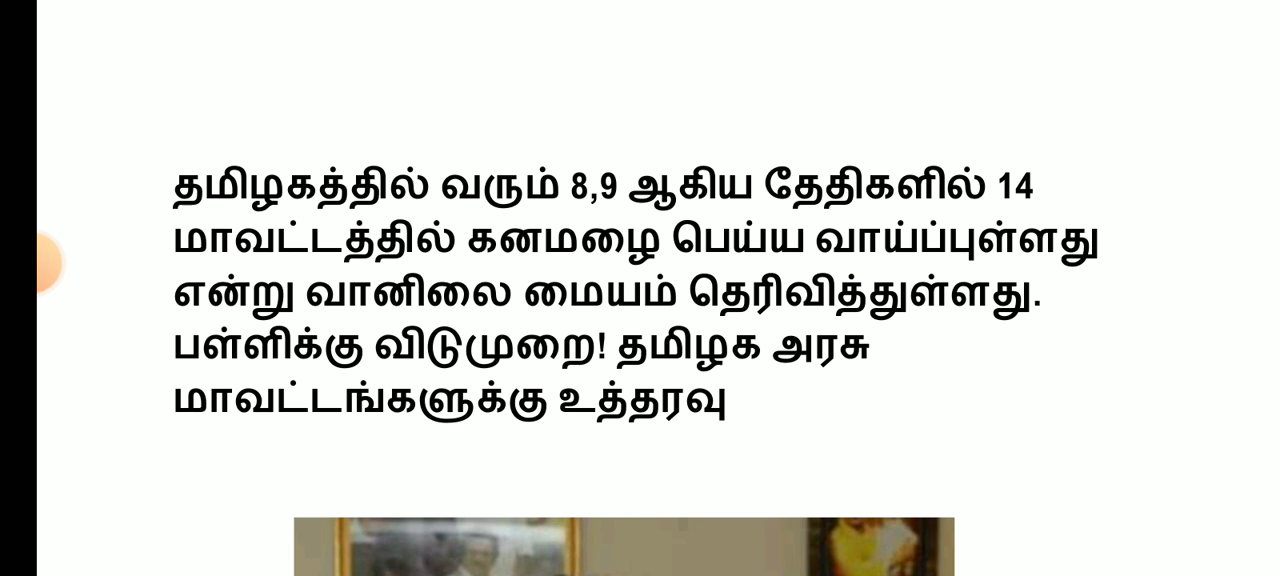 தமிழகத்தில் வரும் 8,9 ஆகிய தேதிகளில் 14
மாவட்டத்தில் கனமழை பெய்ய வாய்ப்புள்ளது
என்று வானிலை மையம் தெரிவித்துள்ளது.
பள்ளிக்கு விடுமுறை! தமிழக அரசு
மாவட்டங்களுக்கு உத்தரவு